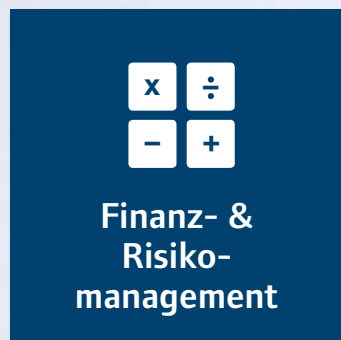 x ÷
− +
Finanz- &
Risiko-
management